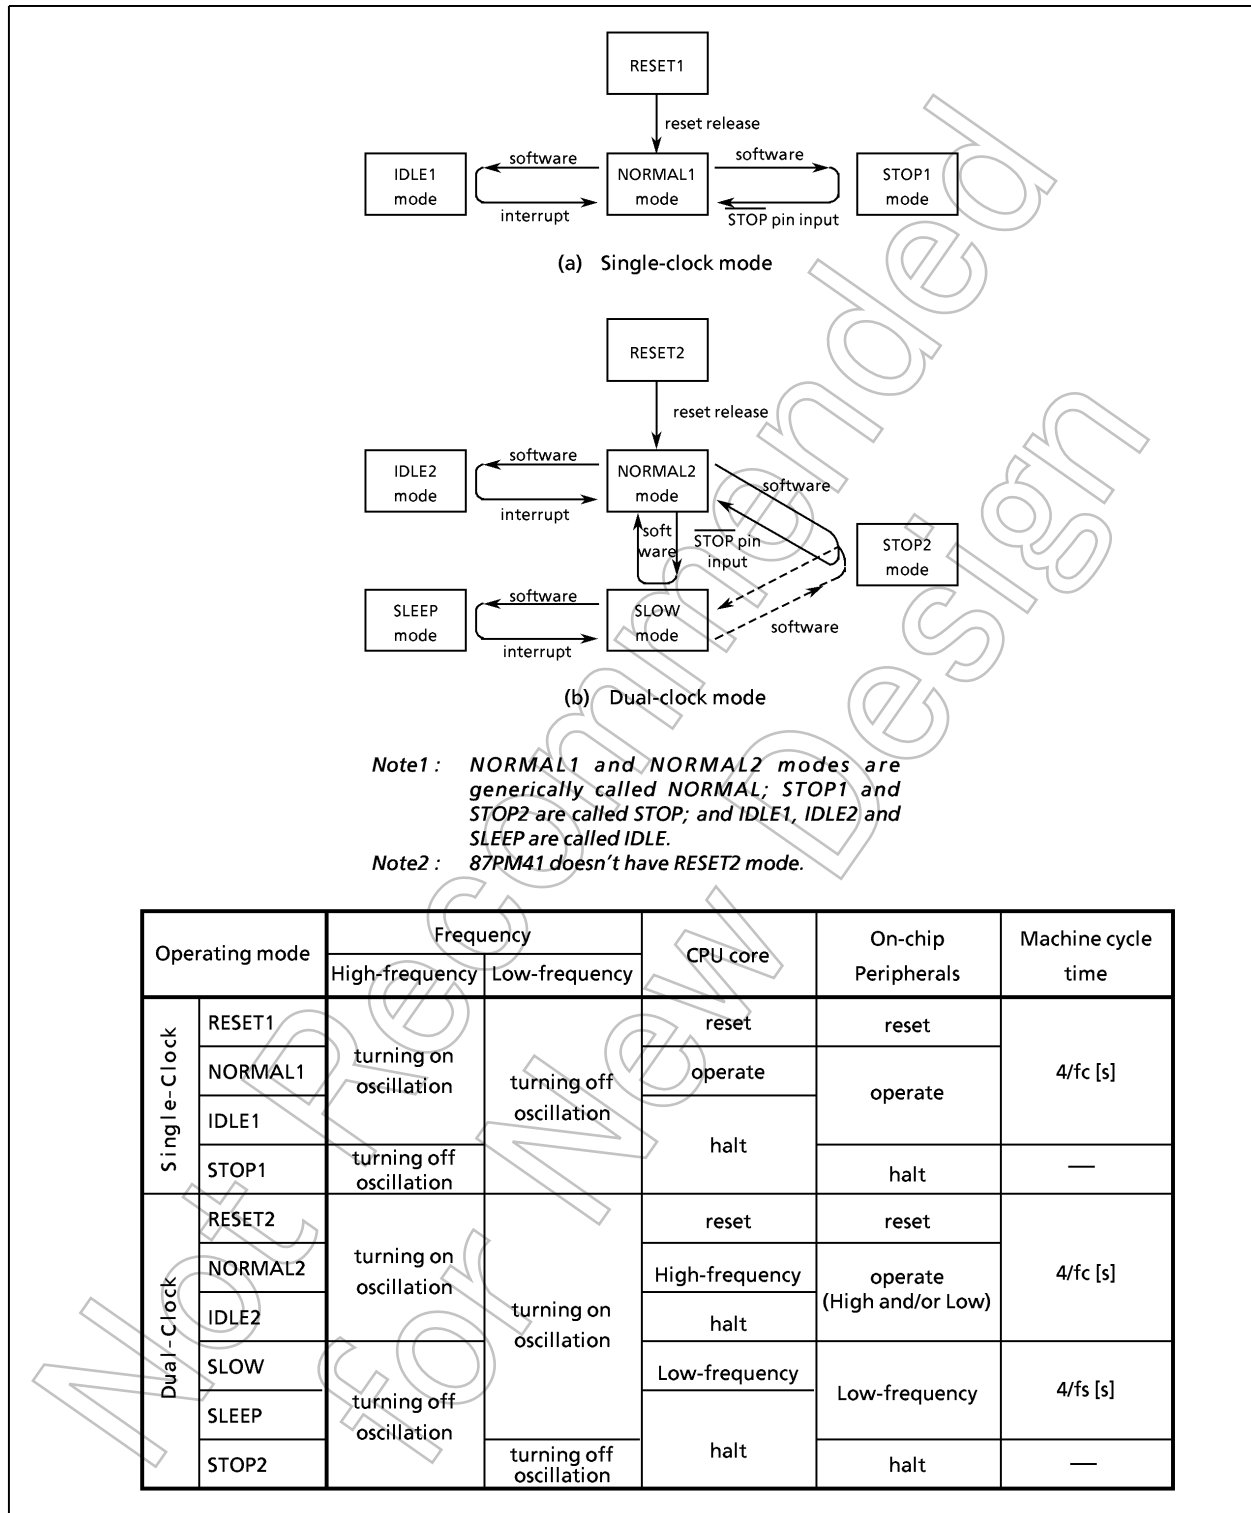 RESET1
reset release
IDLE1
mode
software
interrupt
NORMAL1
mode
software
STOP pin input
STOP1
mode
(a) Single-clock mode
RESET2
reset release
IDLE2
mode
software
interrupt
NORMAL2
mode
software
soft
ware
STOP pin
input
STOP2
mode
SLEEP
mode
software
interrupt
SLOW
mode
software
(b) Dual-clock mode
Note1 : NORMAL1 and NORMAL2 modes are
generically called NORMAL; STOP1 and
STOP2 are called STOP; and IDLE1, IDLE2 and
SLEEP are called IDLE.
Note2 : 87PM41 doesn't have RESET2 mode.
Operating mode
Frequency
High-frequency
Low-frequency
CPU core
On-chip
Peripherals
Machine cycle
time
Single-Clock
RESET1
NORMAL1
IDLE1
STOP1
turning on
oscillation
turning off
oscillation
turning off
oscillation
reset
operate
halt
reset
operate
halt
4/fc [s]
—
Dual-Clock
RESET2
NORMAL2
IDLE2
SLOW
SLEEP
STOP2
turning on
oscillation
turning off
oscillation
turning on
oscillation
turning off
oscillation
reset
High-frequency
halt
Low-frequency
halt
reset
operate
(High and/or Low)
Low-frequency
halt
4/fc [s]
4/fs [s]
—
Not Recommended
for New Design